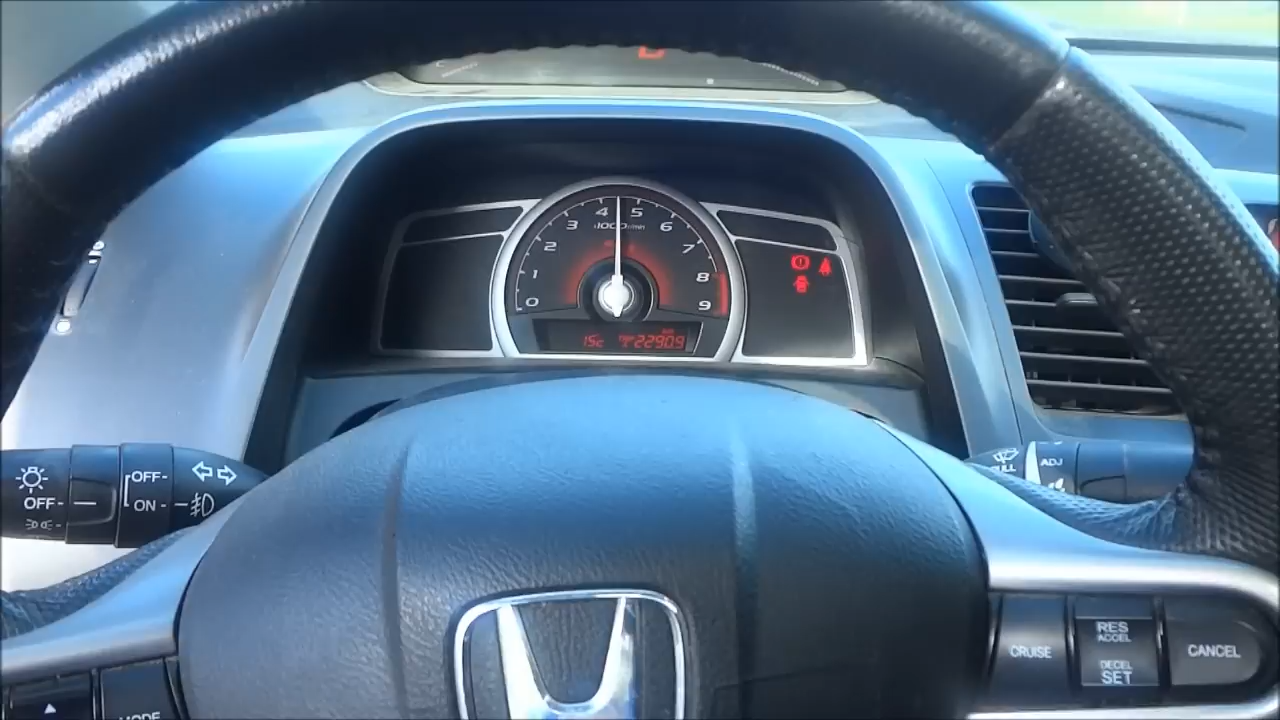 0 1 2 3 4 5 6 7 8 9
x1000r/min
15c
OFF
OFF
ON
ADJ
CRUISE
RES
ACCEL
DECEL
SET
CANCEL
MODE